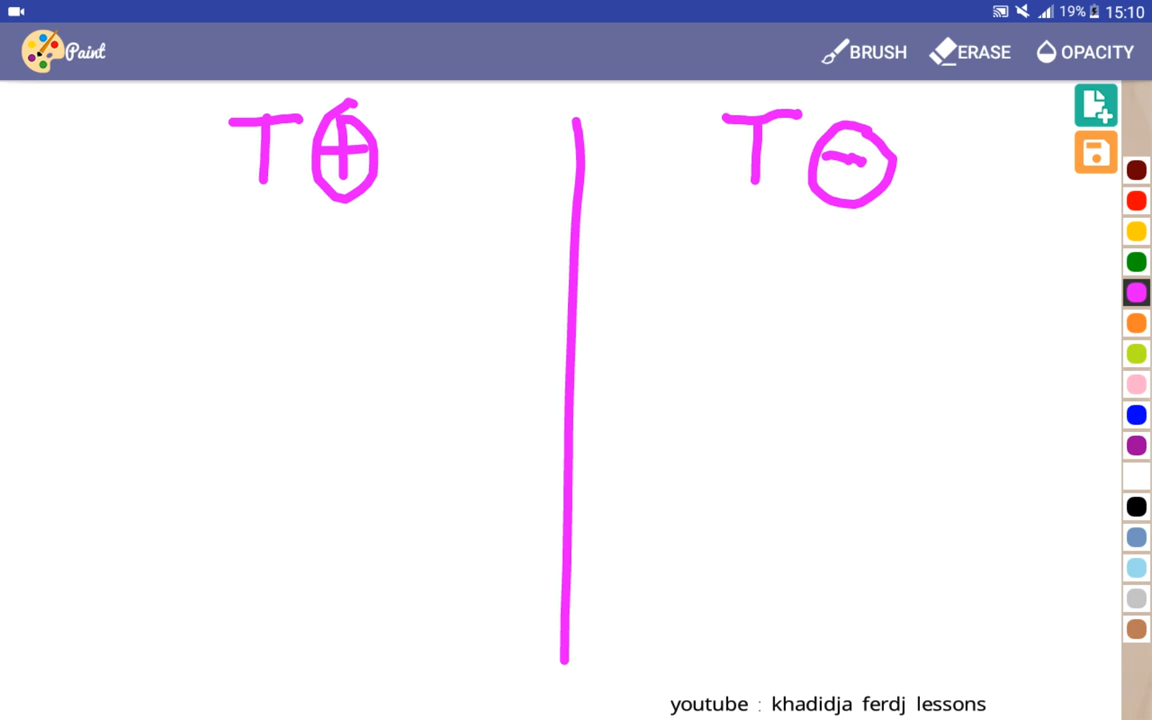 15:10
19%
Paint
BRUSH
ERASE
OPACITY
T ⊕
T ⊖
youtube : khadidja ferdj lessons